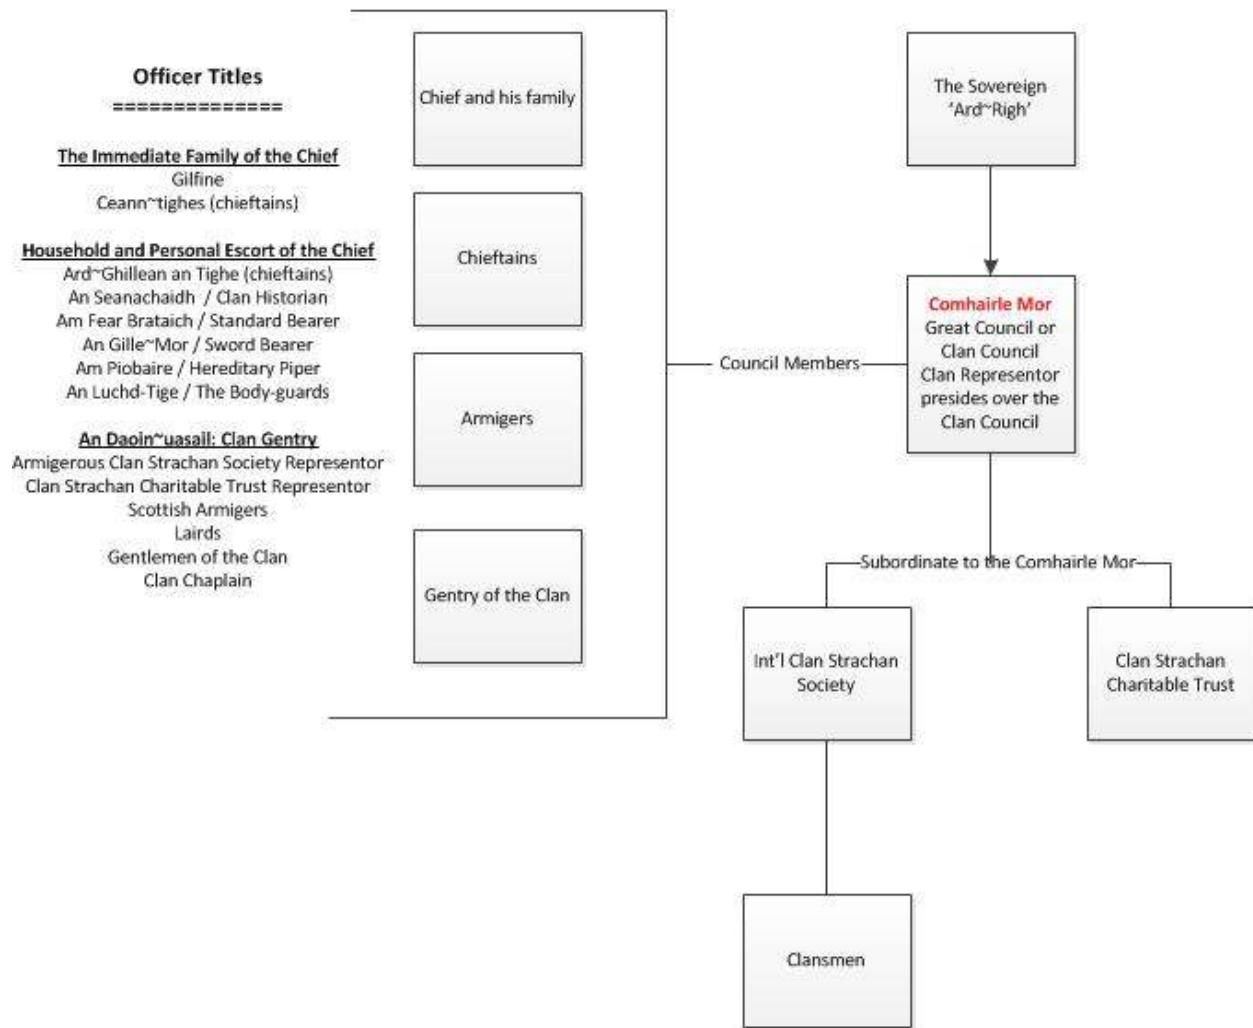 Officer Titles
==============
The Immediate Family of the Chief
Gilfine
Ceann~tighes (chieftains)
Household and Personal Escort of the Chief
Ard~Ghillean an Tighe (chieftains)
An Seanachaidh / Clan Historian
Am Fear Brataich / Standard Bearer
An Gille~Mor / Sword Bearer
Am Piobaire / Hereditary Piper
An Luchd-Tige / The Body-guards
An Daoin~uasail: Clan Gentry
Armigerous Clan Strachan Society Representor
Clan Strachan Charitable Trust Representor
Scottish Armigers
Lairds
Gentlemen of the Clan
Clan Chaplain
Chief and his family
Chieftains
Armigers
Gentry of the Clan
Council Members
The Sovereign
‘Ard~Righ’
Comhairle Mor
Great Council or
Clan Council
Clan Representor
presides over the
Clan Council
Subordinate to the Comhairle Mor
Int’l Clan Strachan
Society
Clan Strachan
Charitable Trust
Clansmen